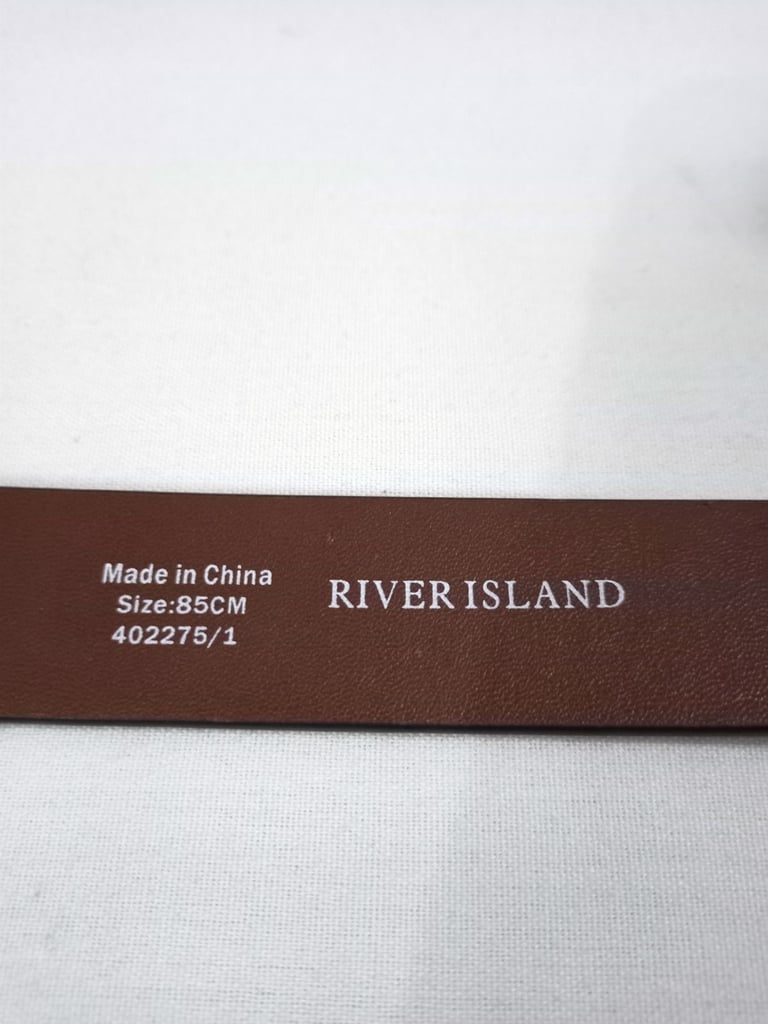 Made in China
Size:85CM
402275/1
RIVER ISLAND